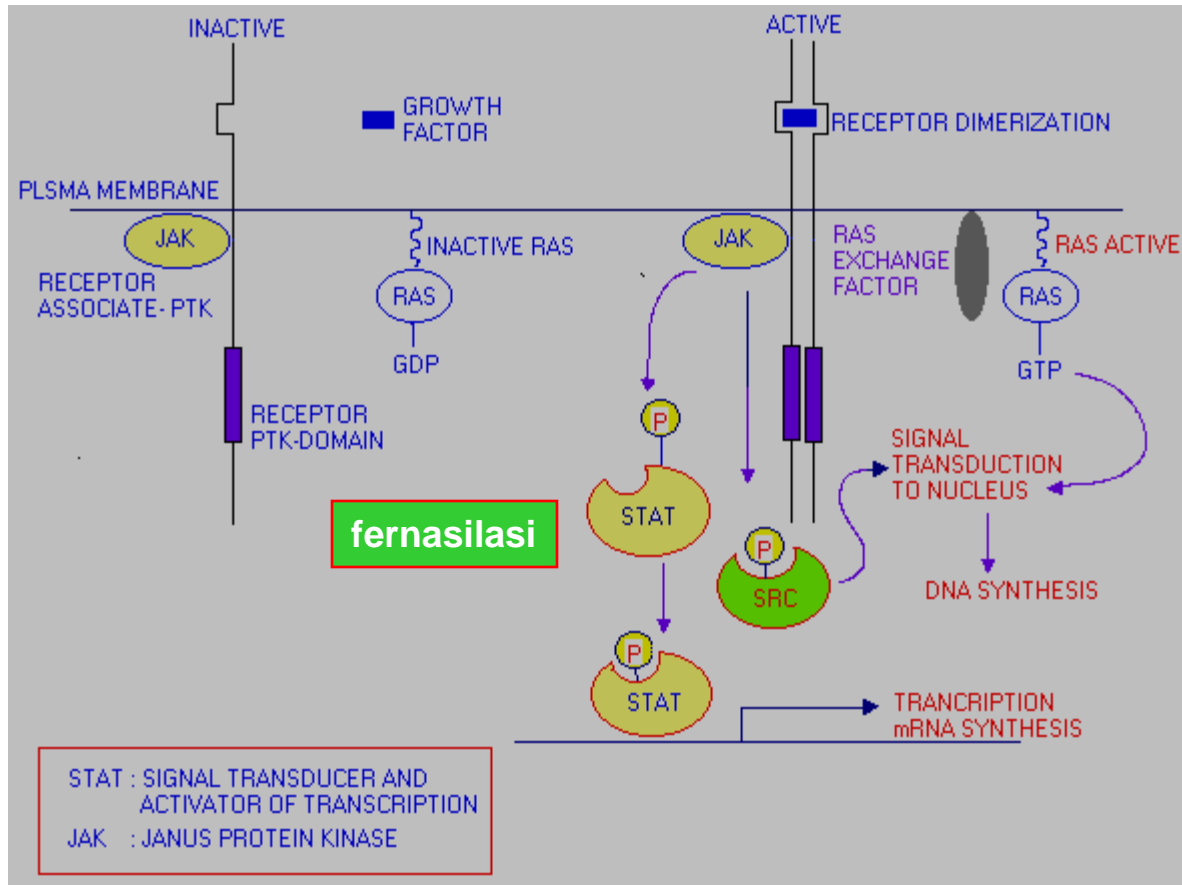 INACTIVE
ACTIVE
GROWTH
FACTOR
RECEPTOR DIMERIZATION
PLSMA MEMBRANE
JAK
RECEPTOR
ASSOCIATE-PTK
INACTIVE RAS
RAS
GDP
JAK
RAS
EXCHANGE
FACTOR
RAS ACTIVE
RAS
GTP
RECEPTOR
PTK-DOMAIN
P
STAT
fernasilasi
P
SRC
SIGNAL
TRANSDUCTION
TO NUCLEUS
DNA SYNTHESIS
P
STAT
TRANCRIPTION
mRNA SYNTHESIS
STAT : SIGNAL TRANSDUCER AND
ACTIVATOR OF TRANSCRIPTION
JAK : JANUS PROTEIN KINASE